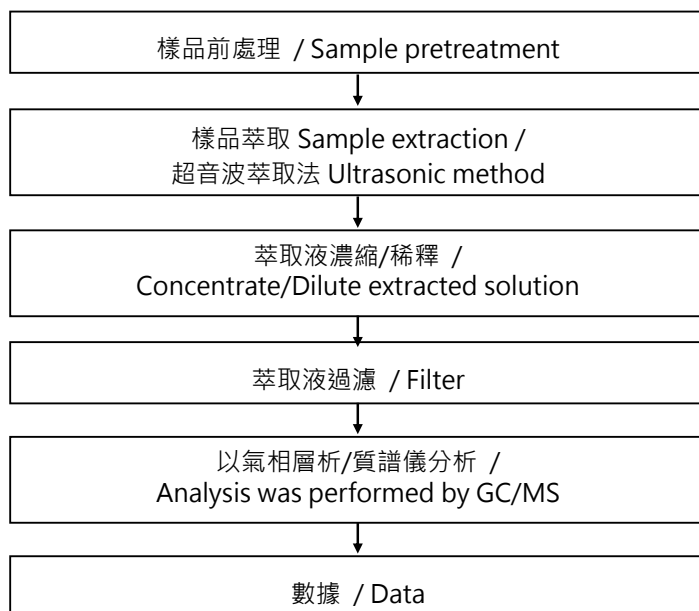 樣品前處理 / Sample pretreatment
樣品萃取 Sample extraction /
超音波萃取法 Ultrasonic method
萃取液濃縮/稀釋 /
Concentrate/Dilute extracted solution
萃取液過濾 / Filter
以氣相層析/質譜儀分析 /
Analysis was performed by GC/MS
數據 / Data